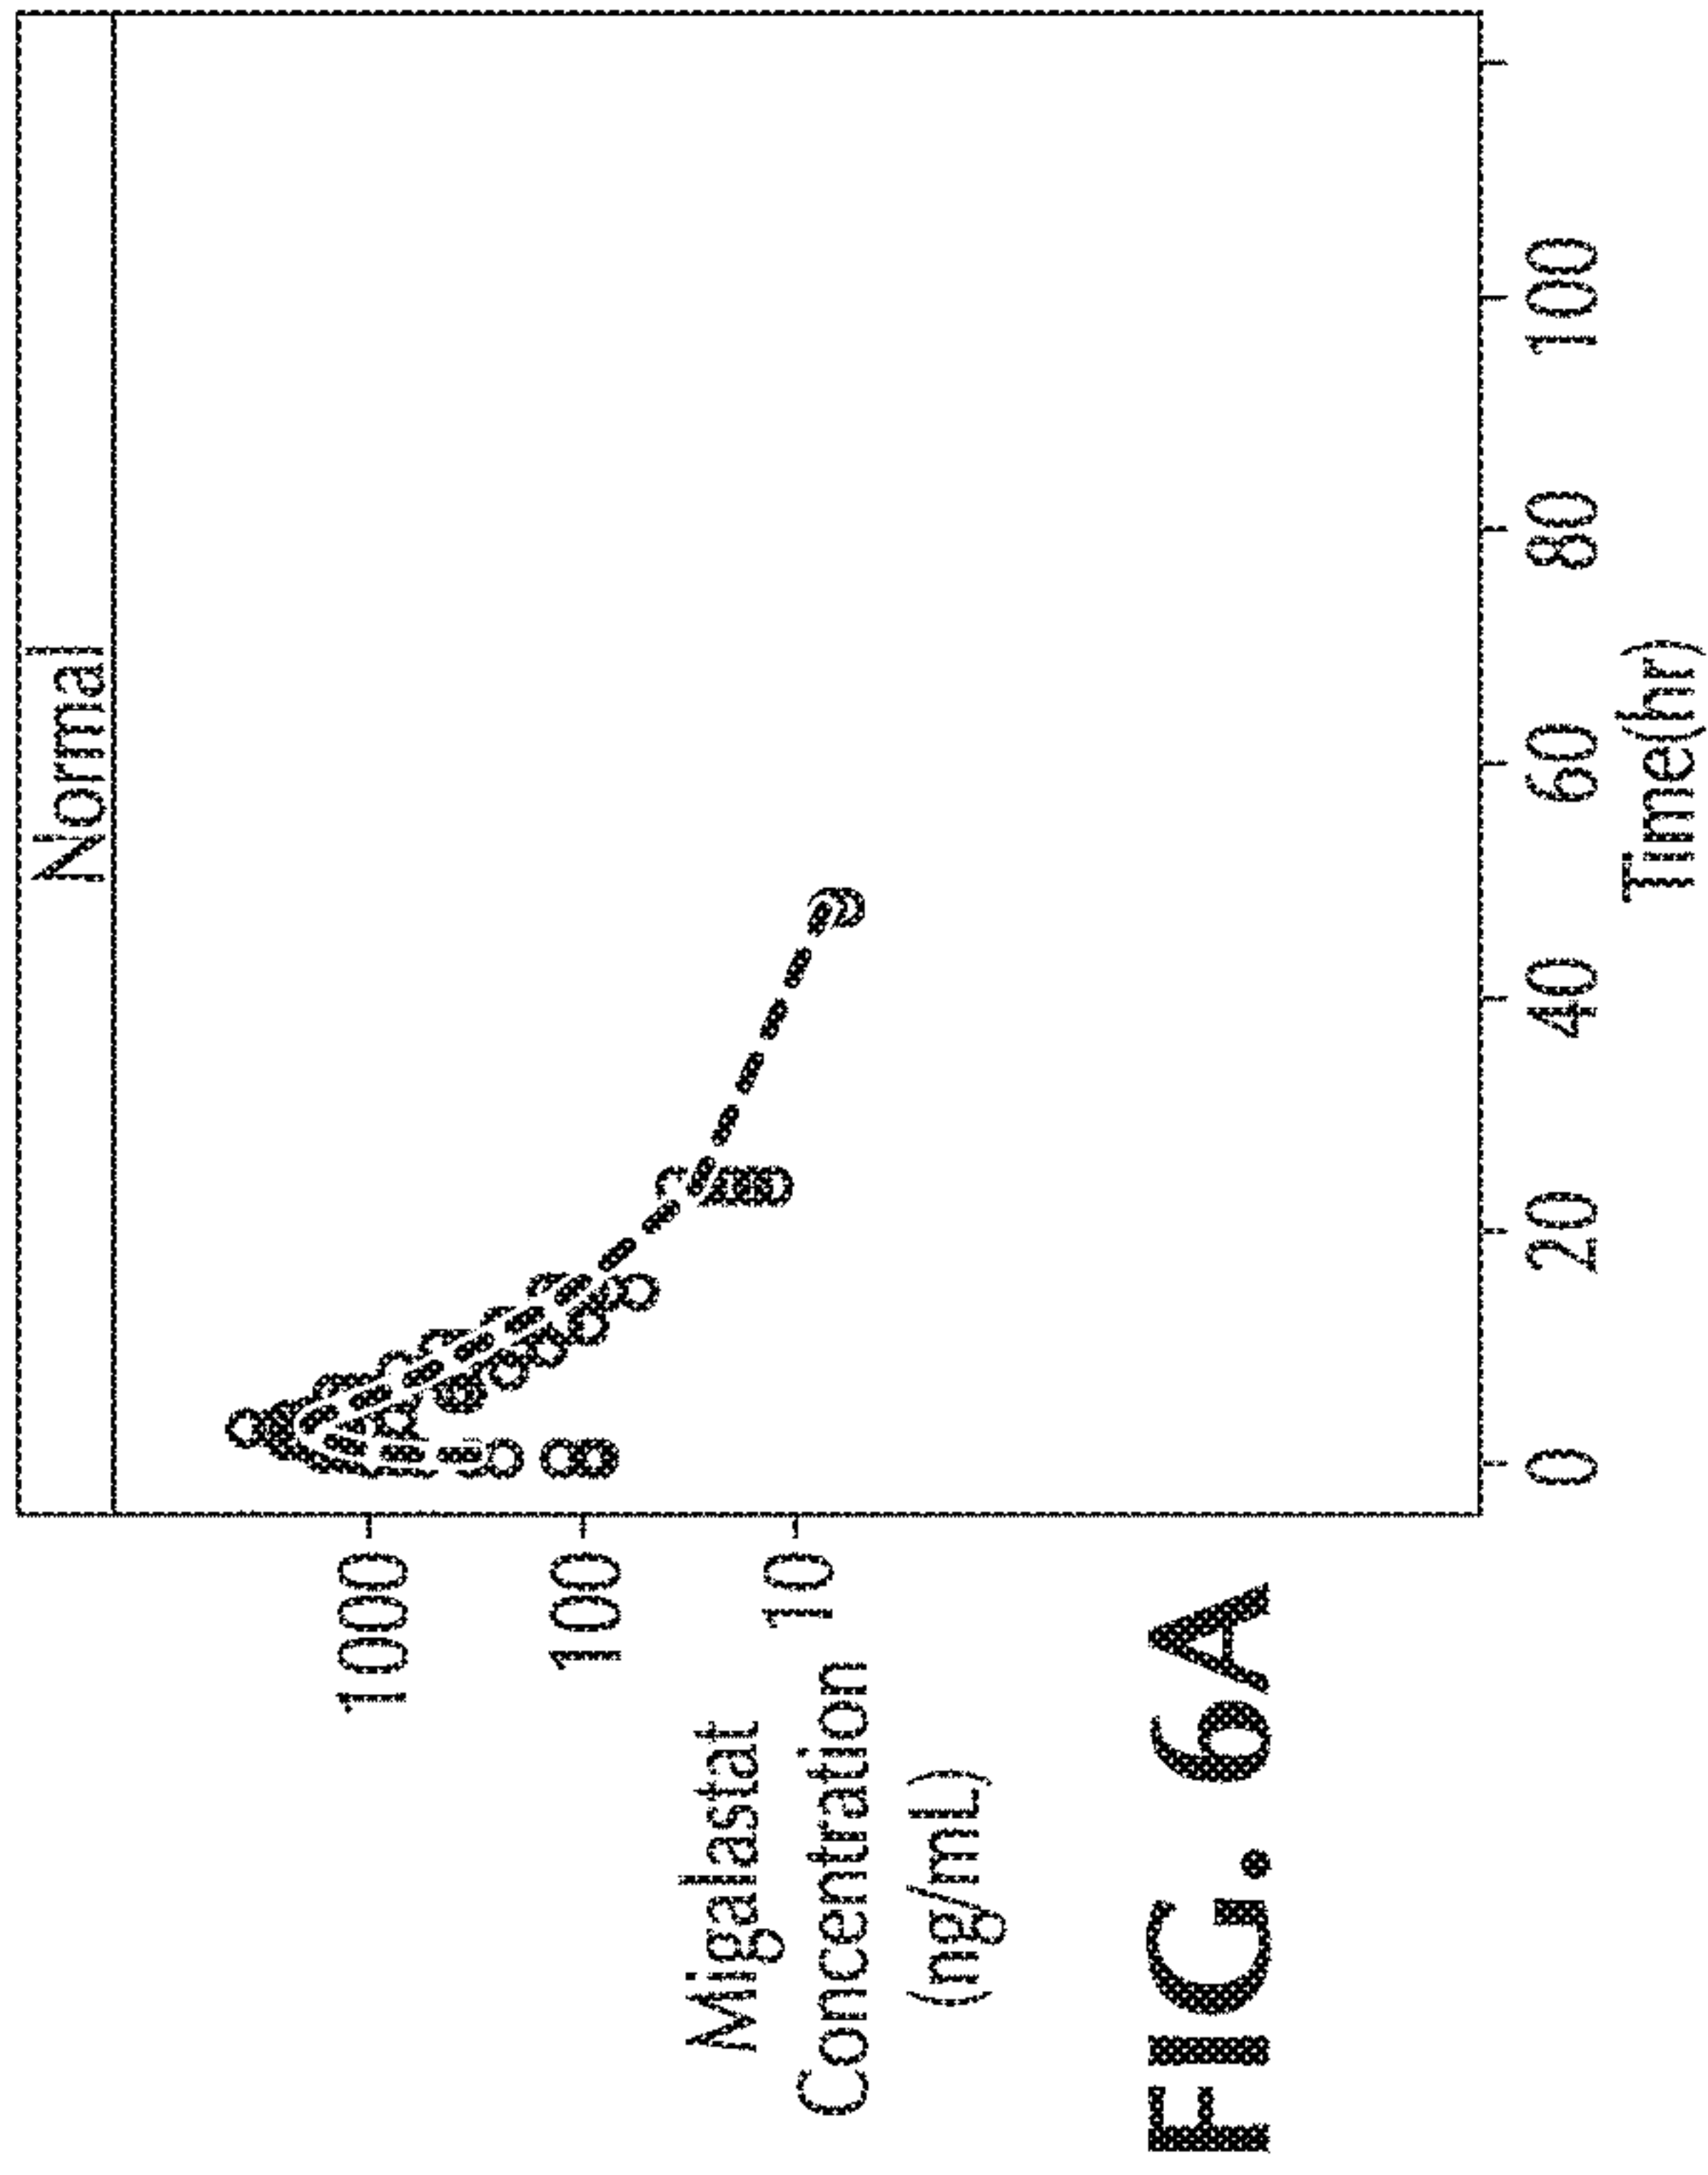 Normal
1000
100
10
Migalastat
Concentration
(ng/mL)
0 20 40 60 80 100
Time(hr)
FIG. 6A